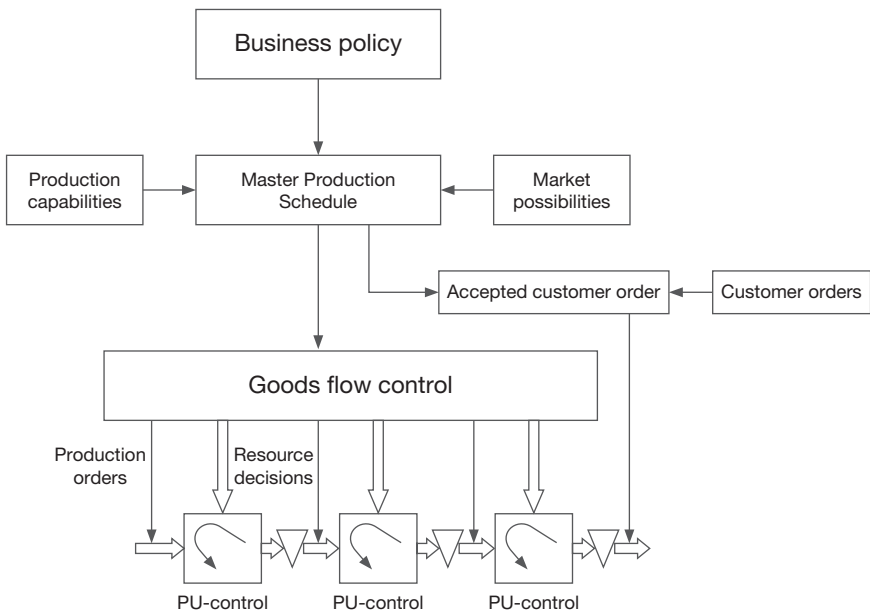 Business policy
Production
capabilities
Master Production
Schedule
Market
possibilities
Accepted customer order
Customer orders
Goods flow control
Production
orders
Resource
decisions
PU-control
PU-control
PU-control